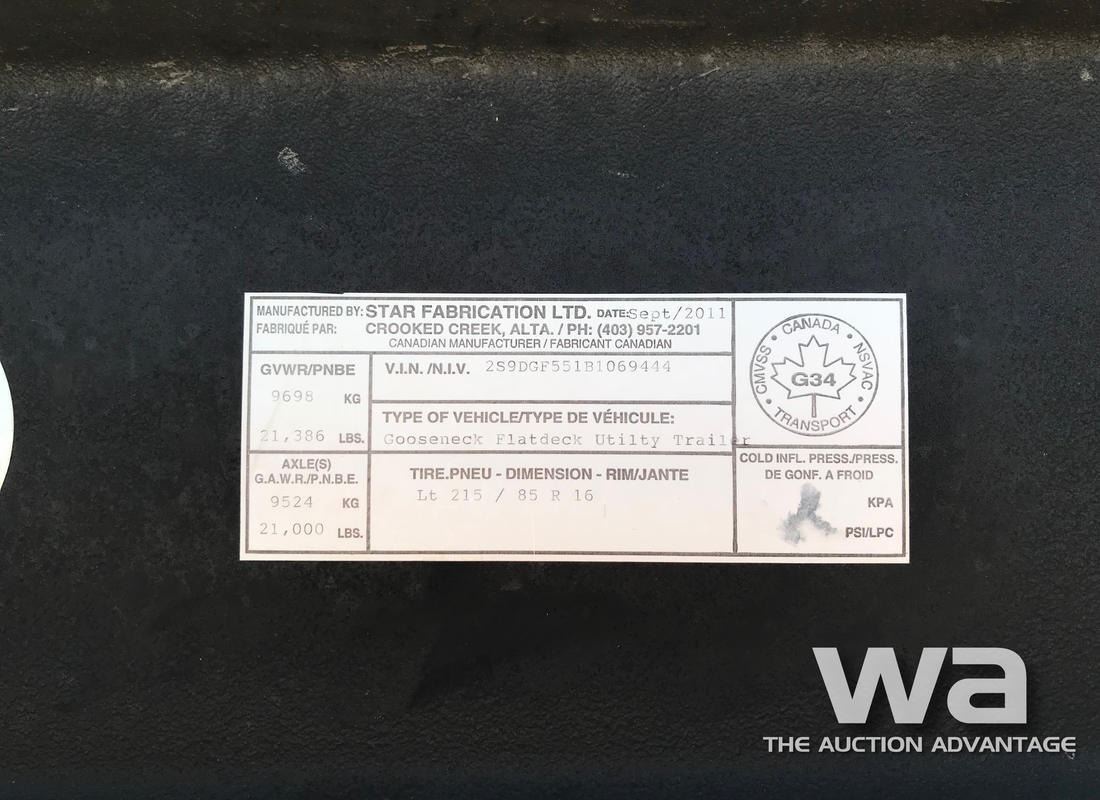 MANUFACTURED BY: STAR FABRICATION LTD. DATE: Sept/2011
FABRIQUÉ PAR: CROOKED CREEK, ALTA. / PH: (403) 957-2201
CANADIAN MANUFACTURER / FABRICANT CANADIAN
GVWR/PNBE
9698 KG
21,386 LBS.
V.I.N. /N.I.V. 2S9DGF551B1069444
TYPE OF VEHICLE/TYPE DE VÉHICULE:
Gooseneck Flatdeck Utilty Trailer
CANADA
CMVSS
NSVAC
G34
TRANSPORT
AXLE(S)
G.A.W.R./P.N.B.E.
9524 KG
21,000 LBS.
TIRE.PNEU - DIMENSION - RIM/JANTE
Lt 215 / 85 R 16
COLD INFL. PRESS./PRESS.
DE GONF. A FROID
KPA
PSI/LPC
wa
THE AUCTION ADVANTAGE